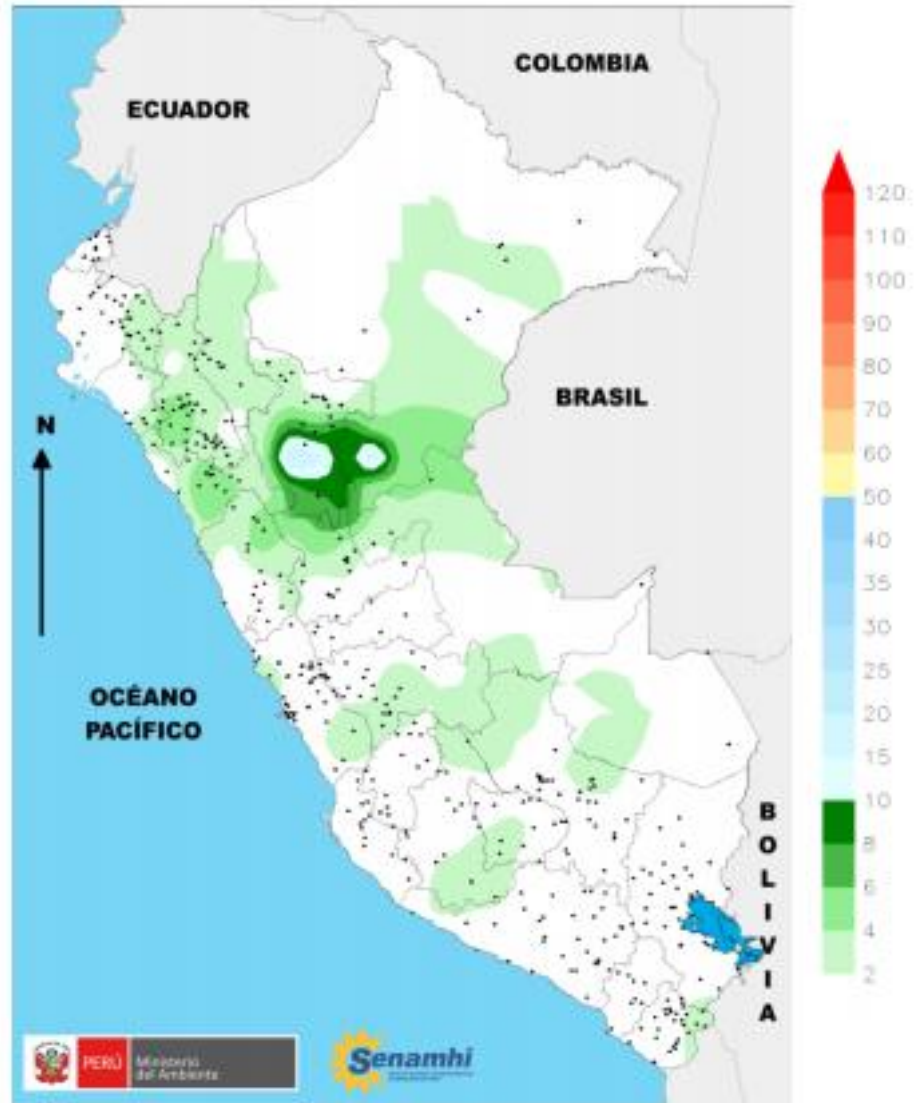 COLOMBIA
ECUADOR
BRASIL
N
OCÉANO
PACÍFICO
B
O
L
I
V
I
A
120
110
100
90
80
70
60
50
40
35
30
25
20
15
10
8
6
4
2
PERÚ
Ministerio
del Ambiente
Senamhi